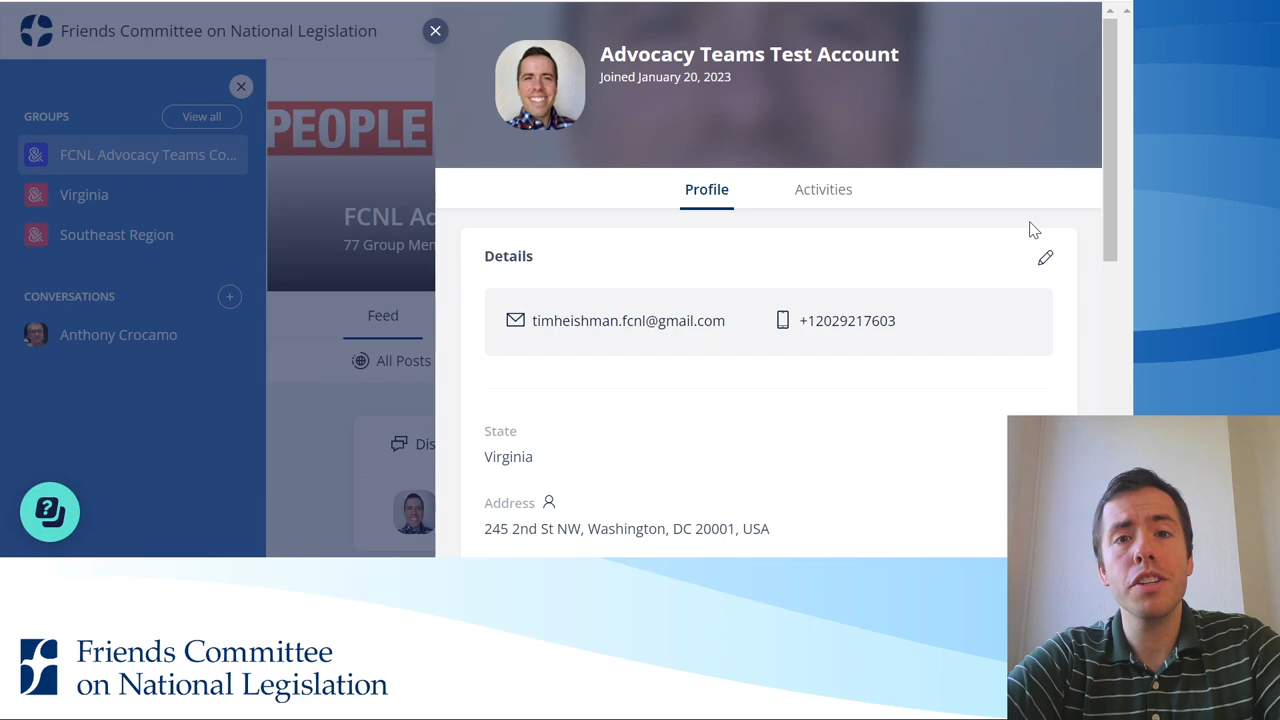 Friends Committee on National Legislation
GROUPS
View all
FCNL Advocacy Teams Co...
Virginia
Southeast Region
CONVERSATIONS
+
Anthony Crocamo
PEOPLE
FCNL Ad
77 Group Mem
Feed
All Posts
Dis
Advocacy Teams Test Account
Joined January 20, 2023
Profile
Activities
Details
timheishman.fcnl@gmail.com
+12029217603
State
Virginia
Address
245 2nd St NW, Washington, DC 20001, USA
Friends Committee
on National Legislation